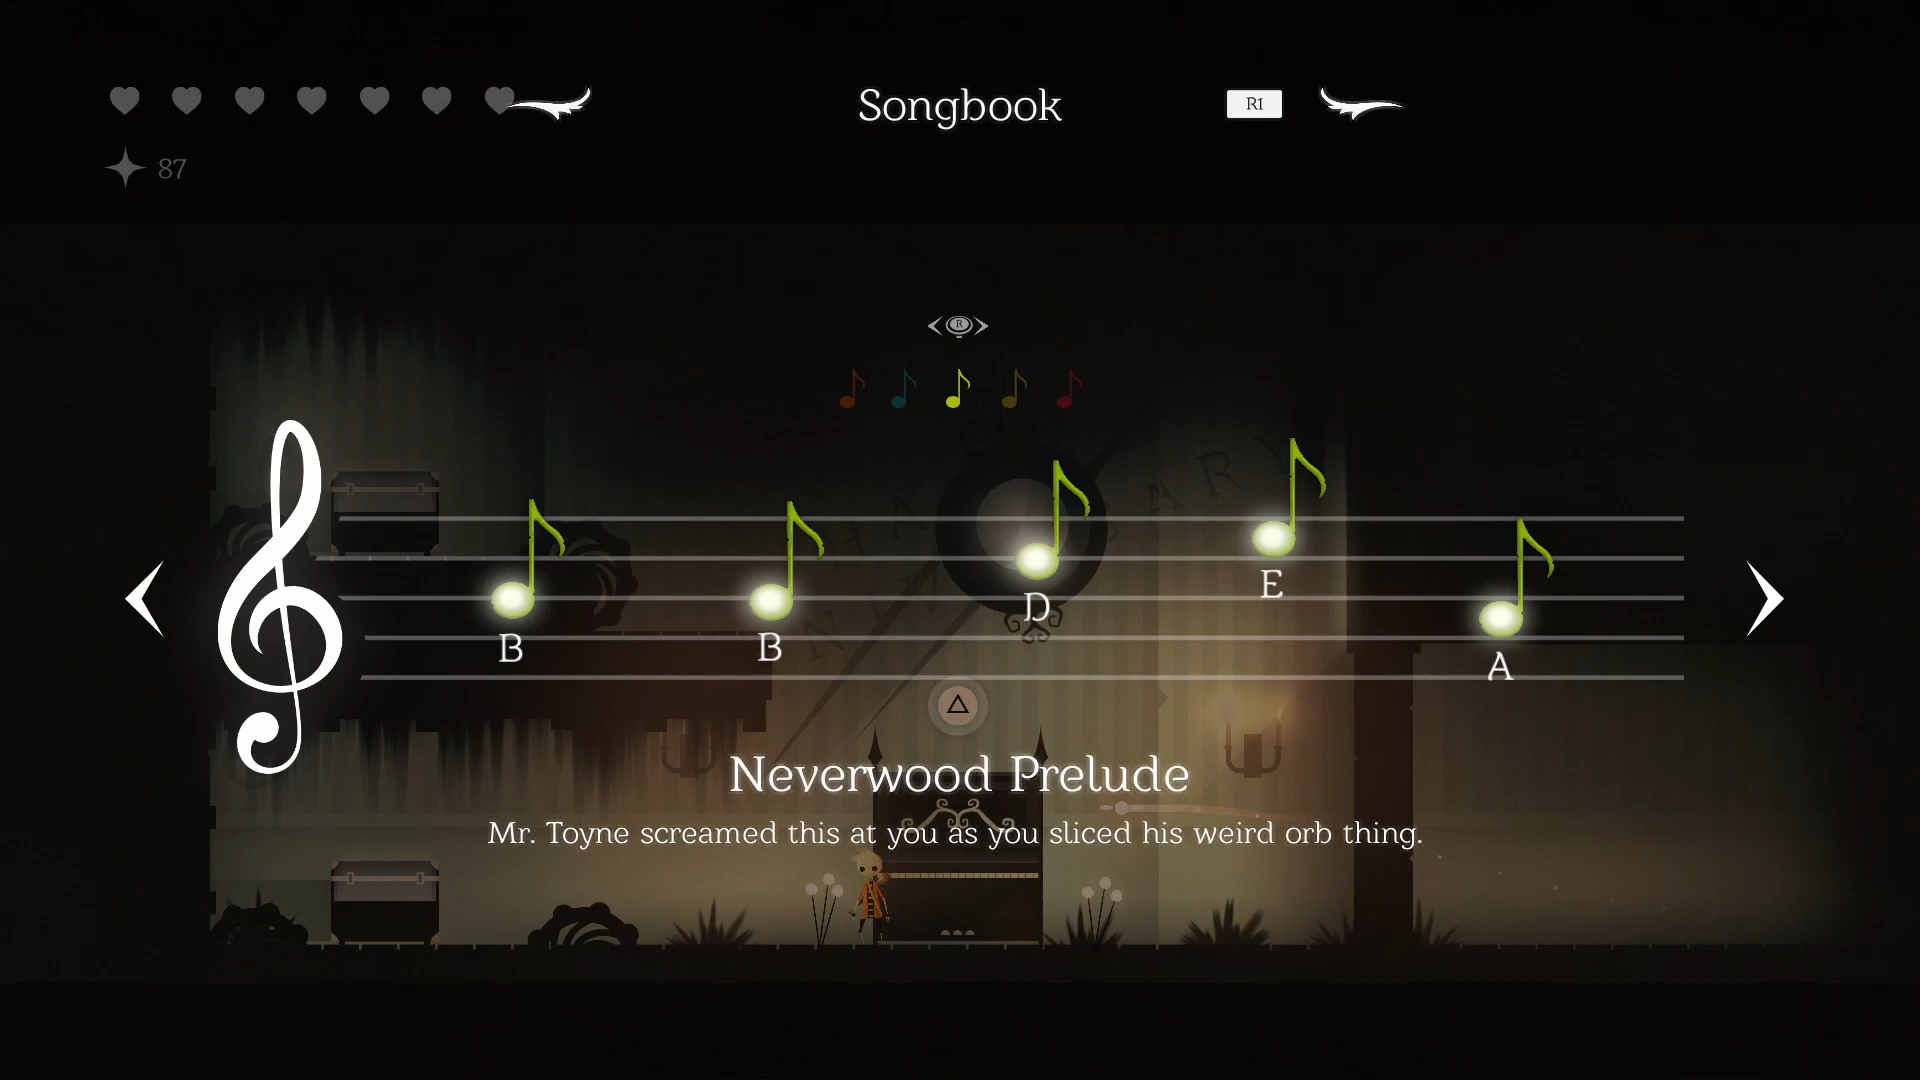 Songbook
R1
87
R
B
B
D
E
A
Neverwood Prelude
Mr. Toyne screamed this at you as you sliced his weird orb thing.